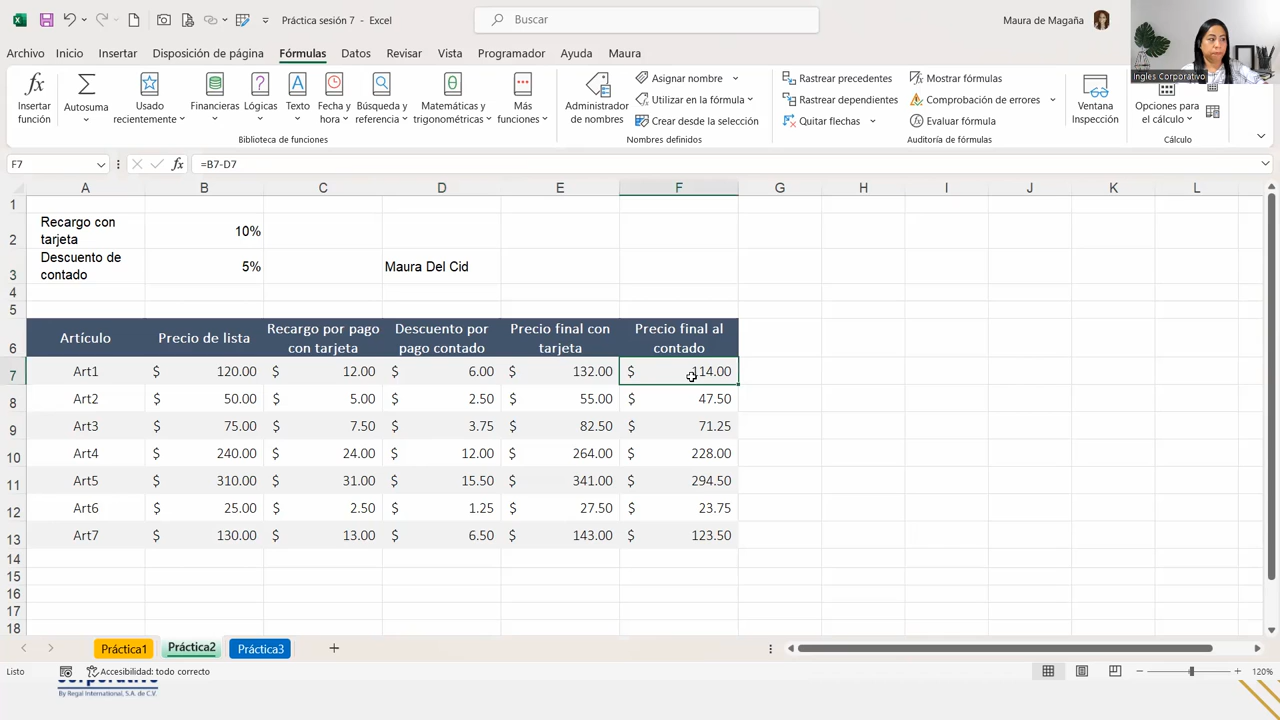 Práctica sesión 7 - Excel
Buscar
Maura de Magaña
Archivo Inicio Insertar Disposición de página Fórmulas Datos Revisar Vista Programador Ayuda Maura
Ingles Corporativo
Insertar función
Autosuma
Usado recientemente
Financieras
Lógicas
Texto
Fecha y hora
Búsqueda y referencia
Matemáticas y trigonométricas
Más funciones
Biblioteca de funciones
Administrador de nombres
Asignar nombre
Utilizar en la fórmula
Crear desde la selección
Nombres definidos
Rastrear precedentes
Rastrear dependientes
Quitar flechas
Mostrar fórmulas
Comprobación de errores
Evaluar fórmula
Auditoría de fórmulas
Ventana Inspección
Opciones para el cálculo
Cálculo
F7 fx =B7-D7
A B C D E F G H I J K L
1
2 Recargo con tarjeta 10%
3 Descuento de contado 5% Maura Del Cid
4
5
6 Artículo Precio de lista Recargo por pago con tarjeta Descuento por pago contado Precio final con tarjeta Precio final al contado
7 Art1 $ 120.00 $ 12.00 $ 6.00 $ 132.00 $ 114.00
8 Art2 $ 50.00 $ 5.00 $ 2.50 $ 55.00 $ 47.50
9 Art3 $ 75.00 $ 7.50 $ 3.75 $ 82.50 $ 71.25
10 Art4 $ 240.00 $ 24.00 $ 12.00 $ 264.00 $ 228.00
11 Art5 $ 310.00 $ 31.00 $ 15.50 $ 341.00 $ 294.50
12 Art6 $ 25.00 $ 2.50 $ 1.25 $ 27.50 $ 23.75
13 Art7 $ 130.00 $ 13.00 $ 6.50 $ 143.00 $ 123.50
14
15
16
17
18
Práctica1 Práctica2 Práctica3
Listo Accesibilidad: todo correcto 120%
corporativo
By Regal International, S.A. de C.V.